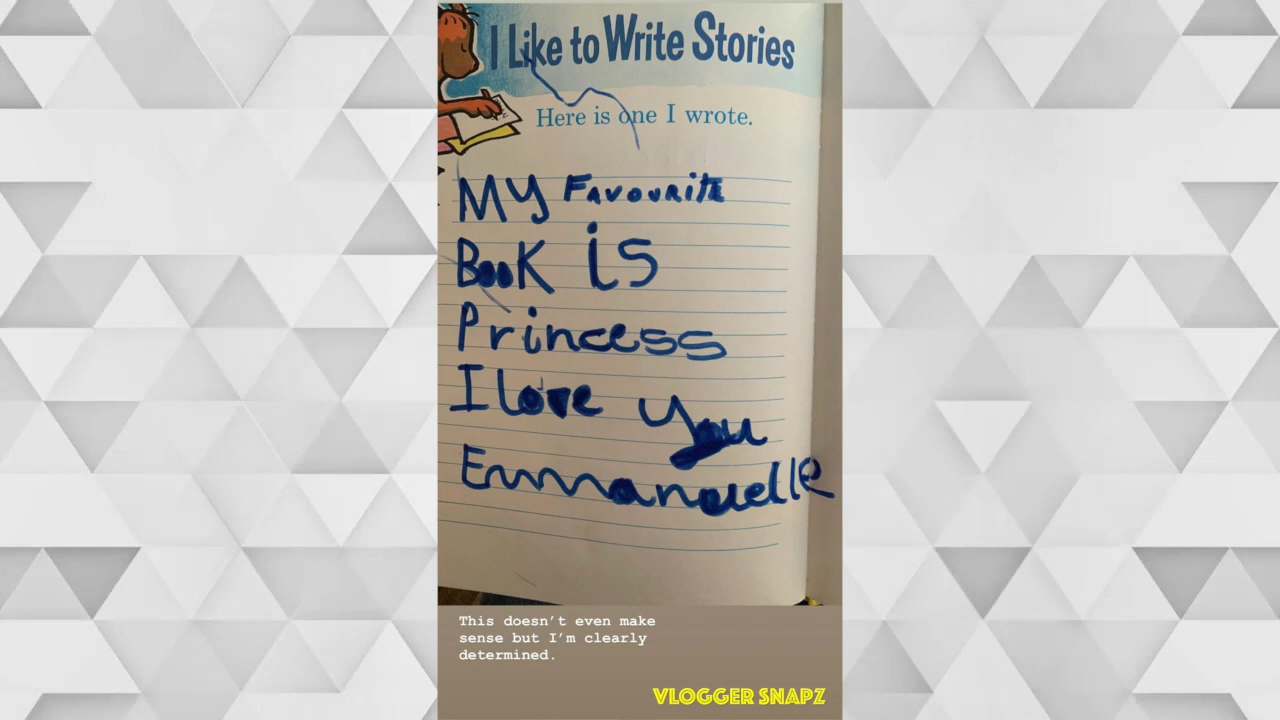 I Like to Write Stories
Here is one I wrote.
My Favourite
Book is
Princess
I love you
Emmanuelle
This doesn't even make
sense but I'm clearly
determined.
VLOGGER SNAPZ